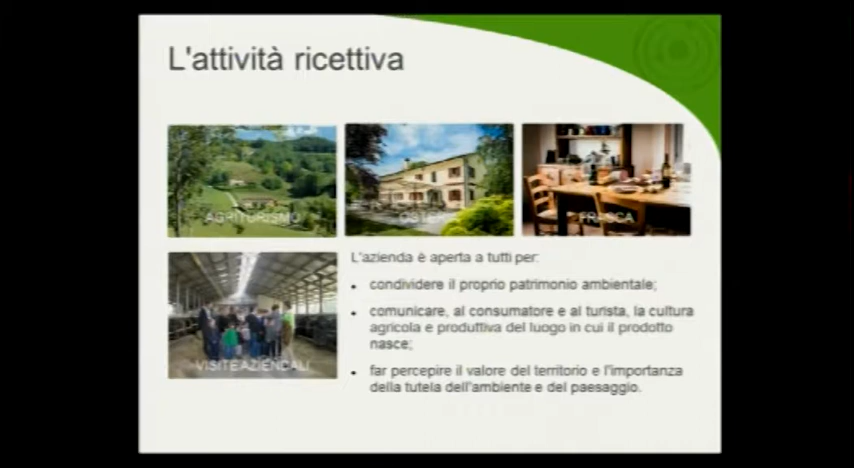 L'attività ricettiva
AGRITURISMO
OSTERIA
FRASCA
VISITE AZIENDALI
L'azienda è aperta a tutti per:
condividere il proprio patrimonio ambientale;
comunicare, al consumatore e al turista, la cultura
agricola e produttiva del luogo in cui il prodotto
nasce;
far percepire il valore del territorio e l'importanza
della tutela dell'ambiente e del paesaggio.